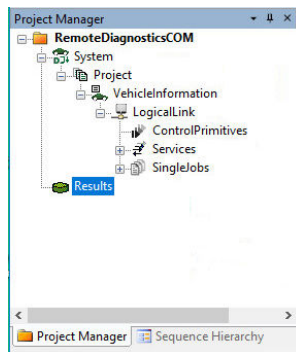 Project Manager
RemoteDiagnosticsCOM
System
Project
VehicleInformation
LogicalLink
ControlPrimitives
Services
SingleJobs
Results
Project Manager Sequence Hierarchy